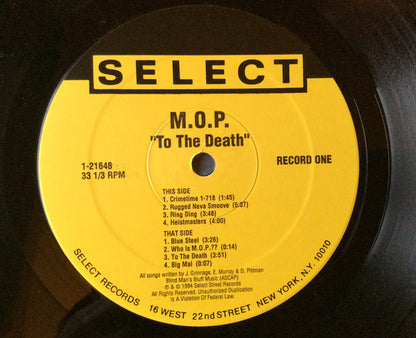 SELECT
M.O.P.
"To The Death"
1-21648
33 1/3 RPM
RECORD ONE
THIS SIDE
1. Crimetime 1-718 (1:45)
2. Rugged Neva Smoove (5:07)
3. Ring Ding (3:48)
4. Heistmasters (4:00)
THAT SIDE
1. Blue Steel (3:26)
2. Who Is M.O.P.?? (0:14)
3. To The Death (3:51)
4. Big Mal (0:07)
All songs written by J. Grinnage, E. Murray & D. Pittman
Blind Man's Bluff Music (ASCAP)
℗ & © 1994 Select Street Records
All Rights Reserved. Unauthorized Duplication
Is A Violation Of Federal Law.
SELECT RECORDS 16 WEST 22nd STREET NEW YORK, N.Y. 10010